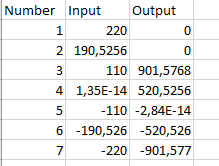 Number Input Output
1 220 0
2 190,5256 0
3 110 901,5768
4 1,35E-14 520,5256
5 -110 -2,84E-14
6 -190,526 -520,526
7 -220 -901,577